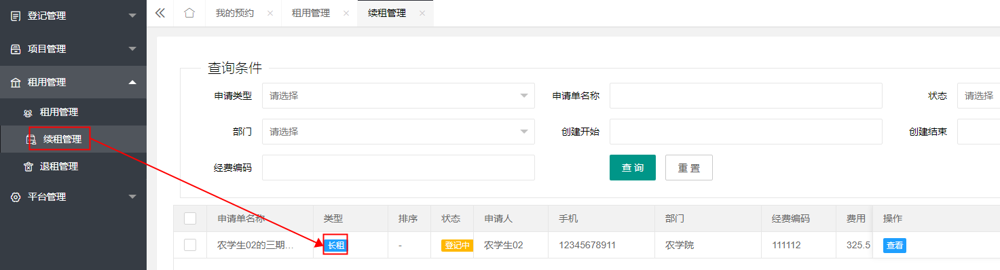 登记管理
项目管理
租用管理
租用管理
续租管理
退租管理
平台管理
我的预约 × 租用管理 × 续租管理 ×
查询条件
申请类型 请选择 申请单名称 状态 请选择
部门 请选择 创建开始 创建结束
经费编码 查询 重置
申请单名称 类型 排序 状态 申请人 手机 部门 经费编码 费用 操作
农学生02的三期... 长租 - 登记中 农学生02 12345678911 农学院 111112 325.5 查看